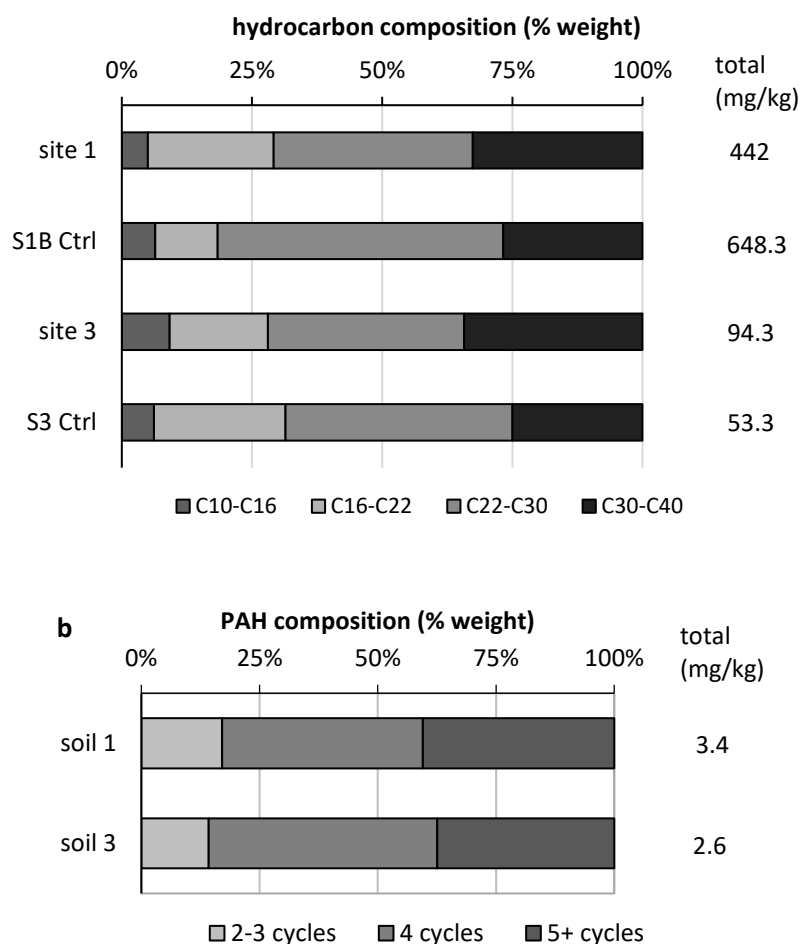 hydrocarbon composition (% weight)
0% 25% 50% 75% 100% total
(mg/kg)
site 1 442
S1B Ctrl 648.3
site 3 94.3
S3 Ctrl 53.3
C10-C16 C16-C22 C22-C30 C30-C40
b PAH composition (% weight)
0% 25% 50% 75% 100% total
(mg/kg)
soil 1 3.4
soil 3 2.6
2-3 cycles 4 cycles 5+ cycles